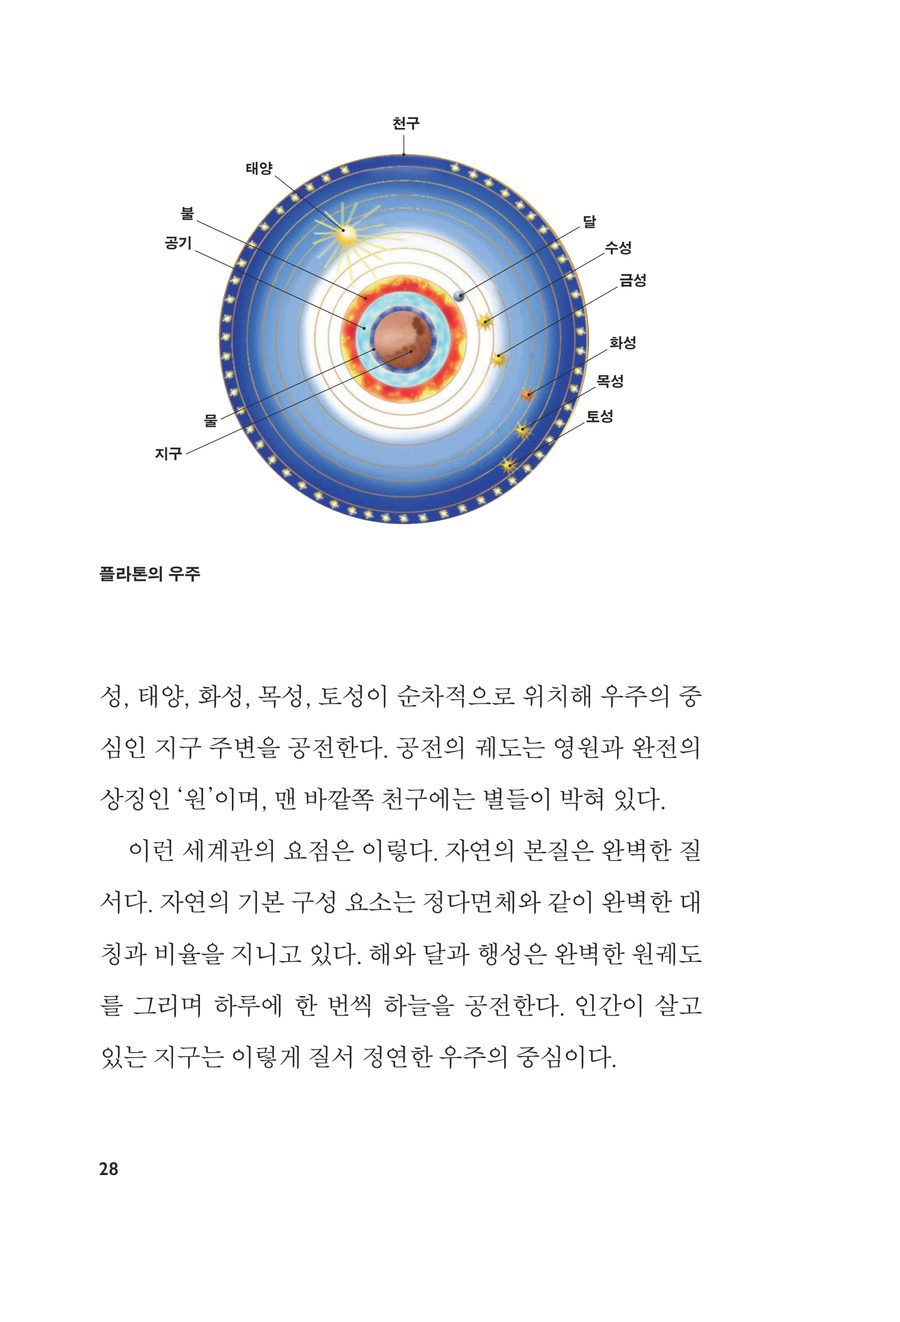 천구
태양
불
공기
달
수성
금성
화성
목성
토성
물
지구
플라톤의 우주
성, 태양, 화성, 목성, 토성이 순차적으로 위치해 우주의 중
심인 지구 주변을 공전한다. 공전의 궤도는 영원과 완전의
상징인 ‘원’이며, 맨 바깥쪽 천구에는 별들이 박혀 있다.
이런 세계관의 요점은 이렇다. 자연의 본질은 완벽한 질
서다. 자연의 기본 구성 요소는 정다면체와 같이 완벽한 대
칭과 비율을 지니고 있다. 해와 달과 행성은 완벽한 원궤도
를 그리며 하루에 한 번씩 하늘을 공전한다. 인간이 살고
있는 지구는 이렇게 질서 정연한 우주의 중심이다.
28